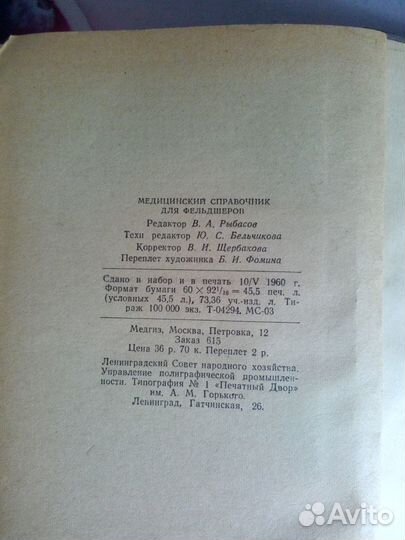 МЕДИЦИНСКИЙ СПРАВОЧНИК
ДЛЯ ФЕЛЬДШЕРОВ
Редактор В. А. Рыбасов
Техн редактор Ю. С. Бельчикова
Корректор В. И. Щербакова
Переплет художника Б. И. Фомина
Сдано в набор и в печать 10/V 1960 г.
Формат бумаги 60 × 92¹/₁₆ = 45,5 печ. л.
(условных 45,5 л.), 73,36 уч.-изд. л. Ти-
раж 100 000 экз. Т-04294. МС-03
Медгиз, Москва, Петровка, 12
Заказ 615
Цена 36 р. 70 к. Переплет 2 р.
Ленинградский Совет народного хозяйства.
Управление полиграфической промышлен-
ности. Типография № 1 «Печатный Двор»
им. А. М. Горького.
Ленинград, Гатчинская, 26.
Avito